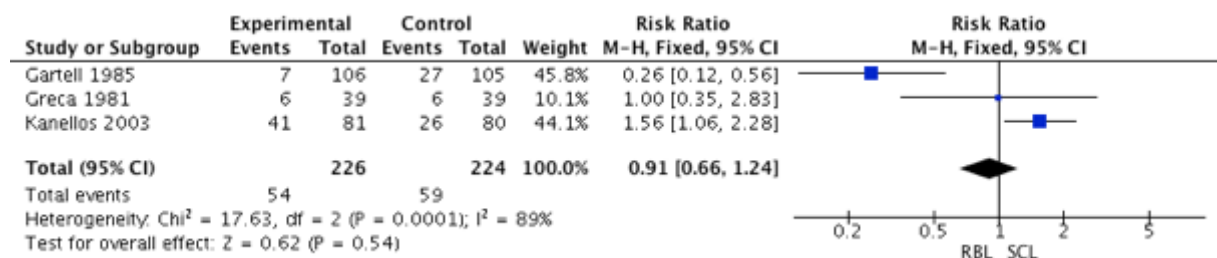 Experimental Control Risk Ratio Risk Ratio
Study or Subgroup Events Total Events Total Weight M-H, Fixed, 95% CI M-H, Fixed, 95% CI
Gartell 1985 7 106 27 105 45.8% 0.26 [0.12, 0.56]
Greca 1981 6 39 6 39 10.1% 1.00 [0.35, 2.83]
Kanellos 2003 41 81 26 80 44.1% 1.56 [1.06, 2.28]
Total (95% CI) 226 224 100.0% 0.91 [0.66, 1.24]
Total events 54 59
Heterogeneity: Chi² = 17.63, df = 2 (P = 0.0001); I² = 89%
Test for overall effect: Z = 0.62 (P = 0.54)
0.2 0.5 1 2 5
RBL SCL